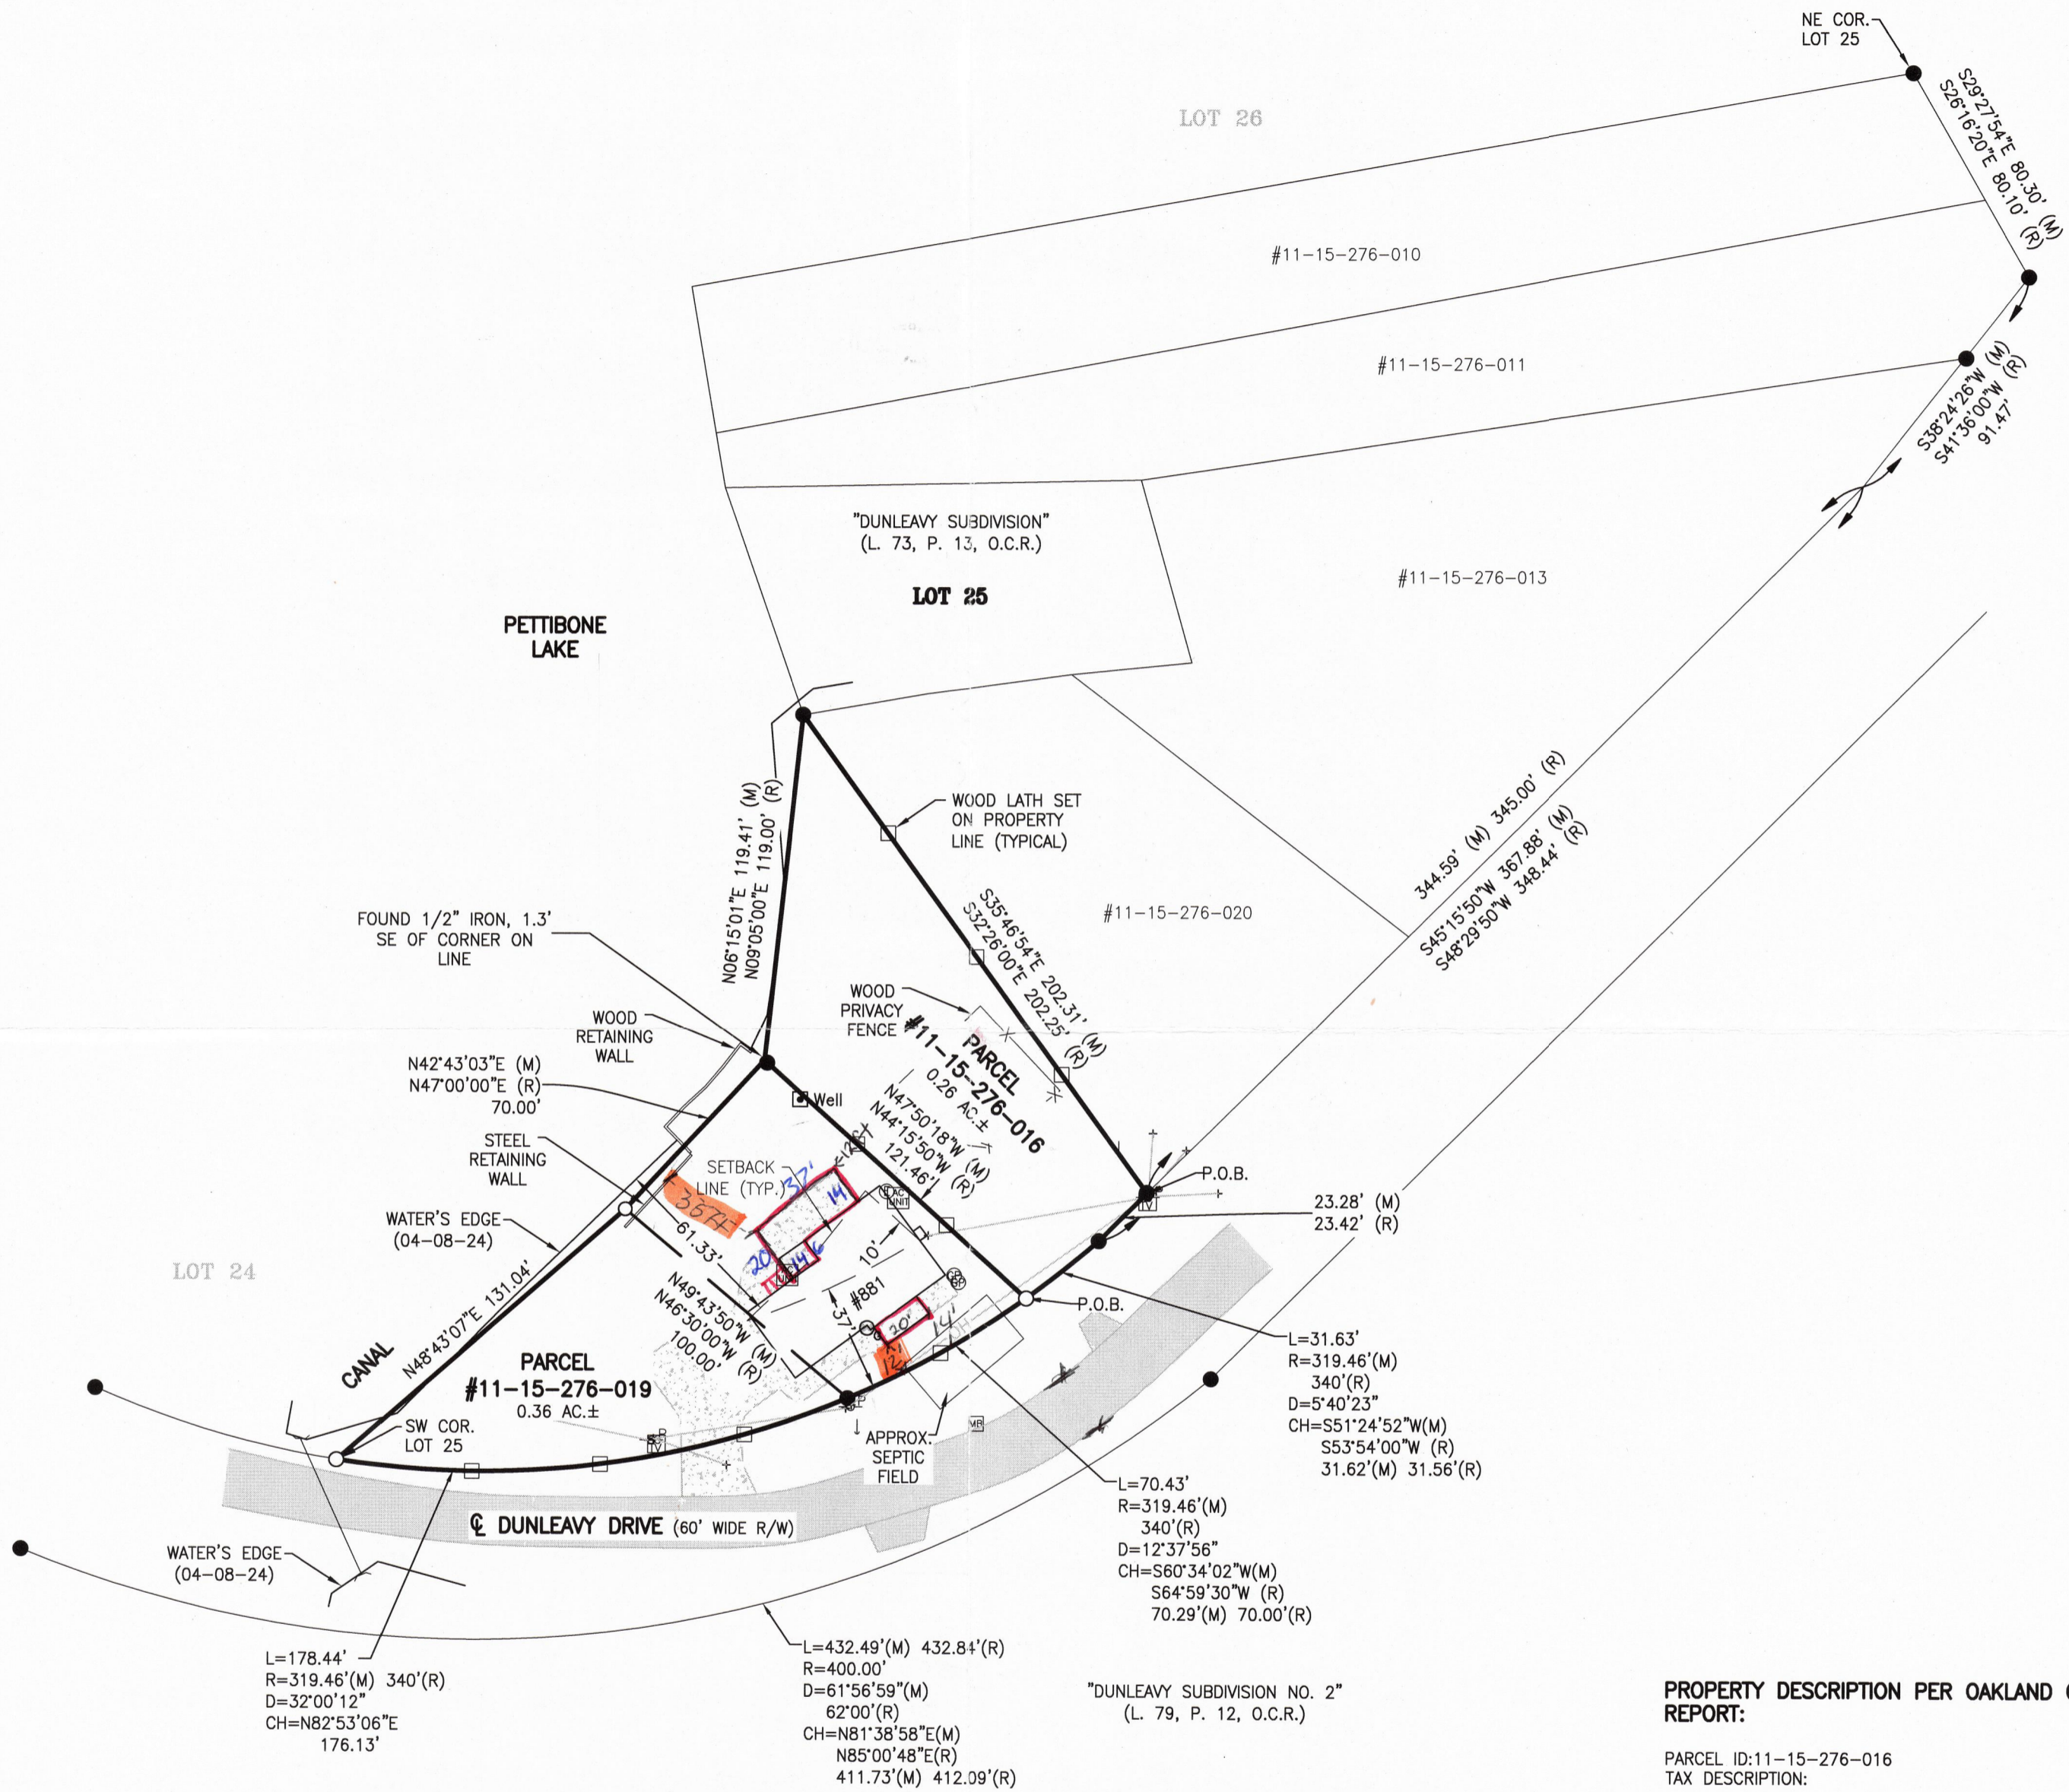 NE COR.
LOT 25
S29°27'54"E 80.30' (M)
S26°16'20"E 80.10' (R)
LOT 26
#11-15-276-010
#11-15-276-011
S38°24'26"W (M)
S41°36'00"W (R)
91.47'
"DUNLEAVY SUBDIVISION"
(L. 73, P. 13, O.C.R.)
LOT 25
#11-15-276-013
PETTIBONE
LAKE
WOOD LATH SET
ON PROPERTY
LINE (TYPICAL)
N06°15'01"E 119.41' (M)
N09°05'00"E 119.00' (R)
344.59' (M) 345.00' (R)
S45°15'50"W 367.88' (M)
S48°29'50"W 348.44' (R)
#11-15-276-020
S35°46'54"E 202.31' (M)
S32°26'00"E 202.25' (R)
FOUND 1/2" IRON, 1.3'
SE OF CORNER ON
LINE
WOOD
PRIVACY
FENCE
PARCEL
#11-15-276-016
0.26 AC.±
WOOD
RETAINING
WALL
N42°43'03"E (M)
N47°00'00"E (R)
70.00'
Well
N47°50'18"W (M)
N44°15'50"W (R)
121.46'
STEEL
RETAINING
WALL
SETBACK
LINE (TYP.)
37'
14
35ft
AC
UNIT
P.O.B.
23.28' (M)
23.42' (R)
WATER'S EDGE
(04-08-24)
61.33'
20
14
6
10'
LOT 24
N48°43'07"E 131.04'
N49°43'50"W (M)
N46°30'00"W (R)
100.00'
#881
37'
20'
14'
12'
OH
P.O.B.
CANAL
PARCEL
#11-15-276-019
0.36 AC.±
L=31.63'
R=319.46'(M)
340'(R)
D=5°40'23"
CH=S51°24'52"W(M)
S53°54'00"W (R)
31.62'(M) 31.56'(R)
SW COR.
LOT 25
MB
APPROX.
SEPTIC
FIELD
L=70.43'
R=319.46'(M)
340'(R)
D=12°37'56"
CH=S60°34'02"W(M)
S64°59'30"W (R)
70.29'(M) 70.00'(R)
℄ DUNLEAVY DRIVE (60' WIDE R/W)
WATER'S EDGE
(04-08-24)
L=178.44'
R=319.46'(M) 340'(R)
D=32°00'12"
CH=N82°53'06"E
176.13'
L=432.49'(M) 432.84'(R)
R=400.00'
D=61°56'59"(M)
62°00'(R)
CH=N81°38'58"E(M)
N85°00'48"E(R)
411.73'(M) 412.09'(R)
"DUNLEAVY SUBDIVISION NO. 2"
(L. 79, P. 12, O.C.R.)
PROPERTY DESCRIPTION PER OAKLAND
REPORT:
PARCEL ID:11-15-276-016
TAX DESCRIPTION: